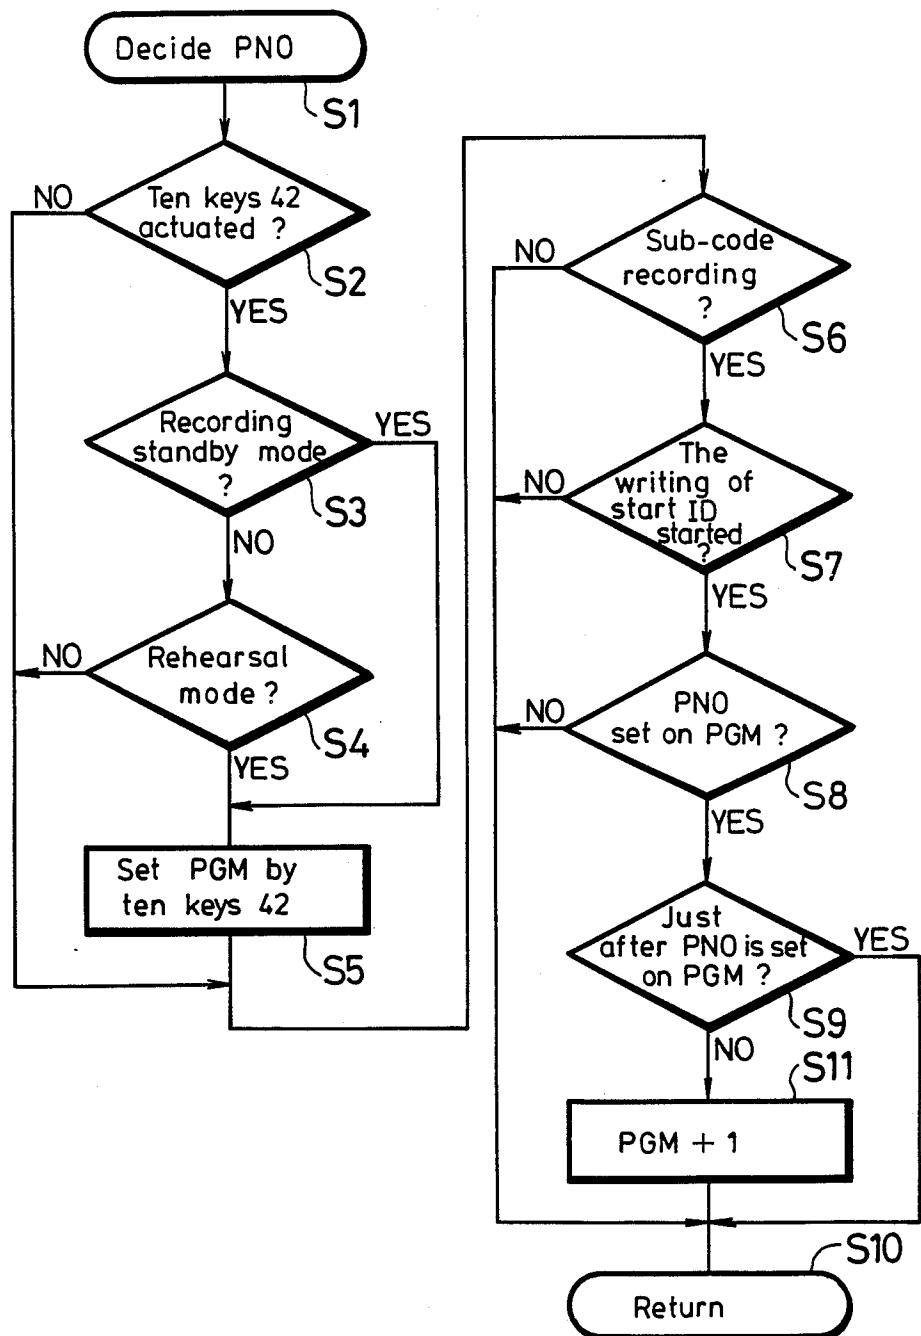 Decide PNO
S1
Ten keys 42
actuated ?
NO
S2
YES
Recording
standby mode
?
YES
S3
NO
Rehearsal
mode ?
NO
S4
YES
Set PGM by
ten keys 42
S5
Sub-code
recording
?
NO
S6
YES
The
writing of
start ID
started
?
NO
S7
YES
PNO
set on PGM ?
NO
S8
YES
Just
after PNO is set
on PGM ?
YES
S9
NO
S11
PGM + 1
S10
Return